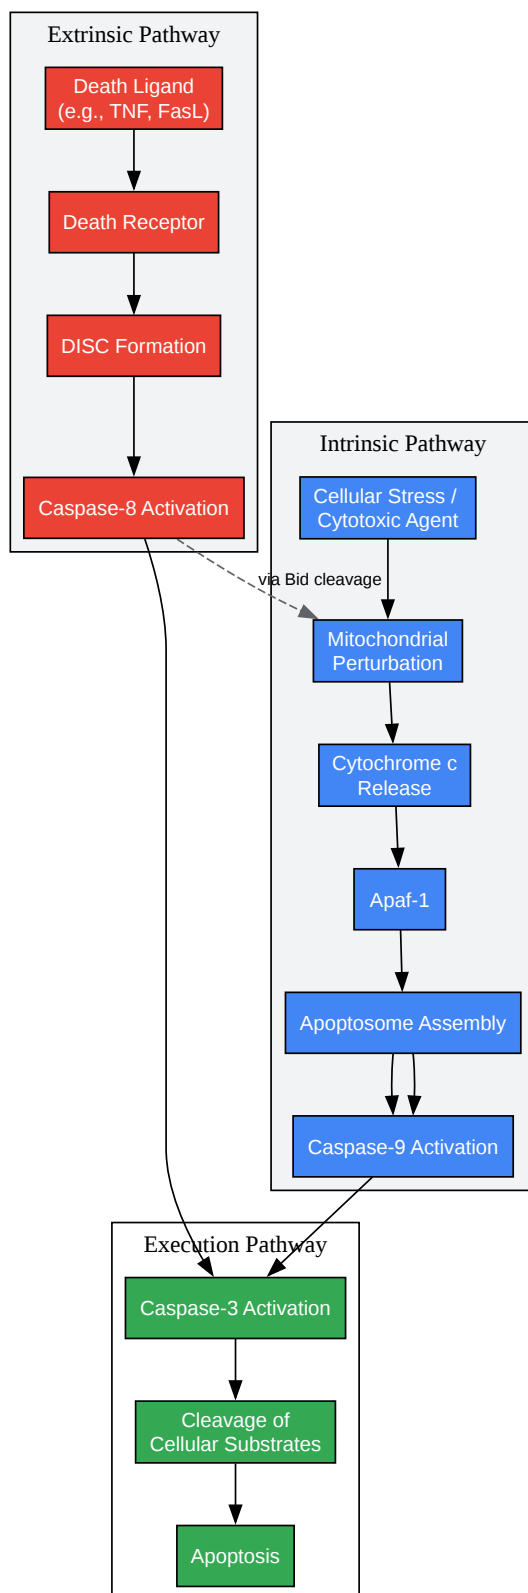 Extrinsic Pathway
Death Ligand
(e.g., TNF, FasL)
Death Receptor
DISC Formation
Caspase-8 Activation
Intrinsic Pathway
Cellular Stress /
Cytotoxic Agent
via Bid cleavage
Mitochondrial
Perturbation
Cytochrome c
Release
Apaf-1
Apoptosome Assembly
Caspase-9 Activation
Execution Pathway
Caspase-3 Activation
Cleavage of
Cellular Substrates
Apoptosis